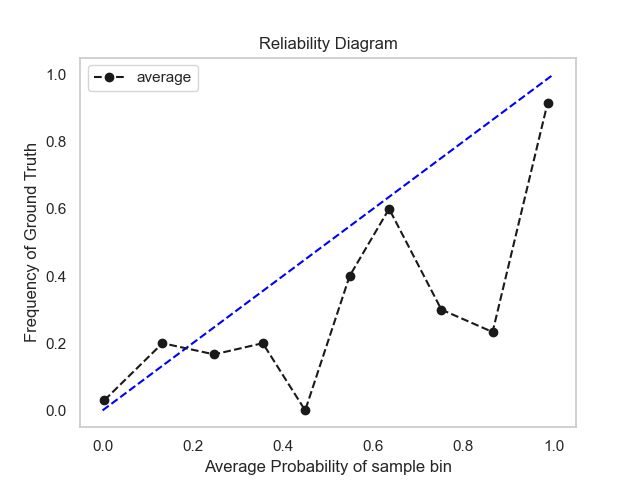 Reliability Diagram
average
Frequency of Ground Truth
1.0
0.8
0.6
0.4
0.2
0.0
0.0 0.2 0.4 0.6 0.8 1.0
Average Probability of sample bin